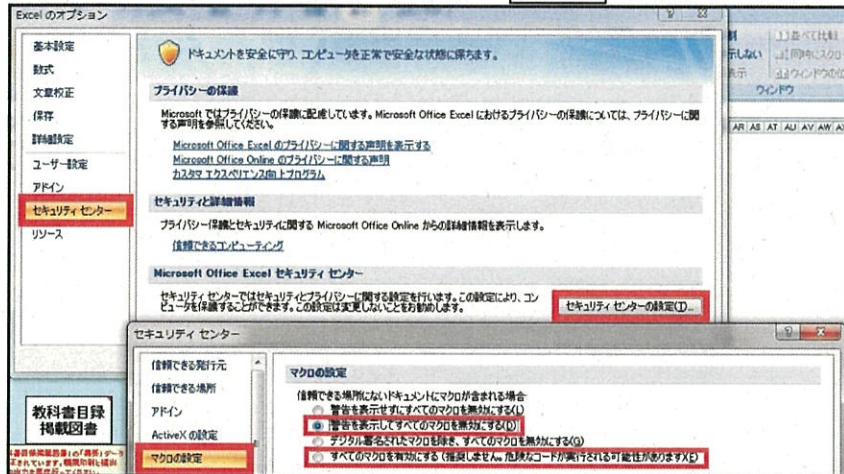 Excel のオプション
基本設定
数式
文章校正
保存
詳細設定
ユーザー設定
アドイン
セキュリティ センター
リソース
ドキュメントを安全に守り、コンピュータを正常で安全な状態に保ちます。
プライバシーの保護
Microsoft ではプライバシーの保護に配慮しています。Microsoft Office Excel におけるプライバシーの保護については、プライバシーに関
する声明を参照してください。
Microsoft Office Excel のプライバシーに関する声明を表示する
Microsoft Office Online のプライバシーに関する声明
カスタマ エクスペリエンス向上プログラム
セキュリティと詳細情報
プライバシー保護とセキュリティに関する Microsoft Office Online からの詳細情報を表示します。
信頼できるコンピューティング
Microsoft Office Excel セキュリティ センター
セキュリティ センターではセキュリティとプライバシーに関する設定を行います。この設定により、コン
ピュータを保護することができます。この設定は変更しないことをお勧めします。
セキュリティ センターの設定(T)...
並べて比較
示しない
表示
ウィンドウ
AR AS AT AU AV AW
セキュリティ センター
信頼できる発行元
信頼できる場所
アドイン
ActiveX の設定
マクロの設定
マクロの設定
信頼できる場所にないドキュメントにマクロが含まれる場合
警告を表示せずにすべてのマクロを無効にする(L)
警告を表示してすべてのマクロを無効にする(D)
デジタル署名されたマクロを除き、すべてのマクロを無効にする(G)
すべてのマクロを有効にする (推奨しません。危険なコードが実行される可能性があります)(E)
教科書目録
掲載図書